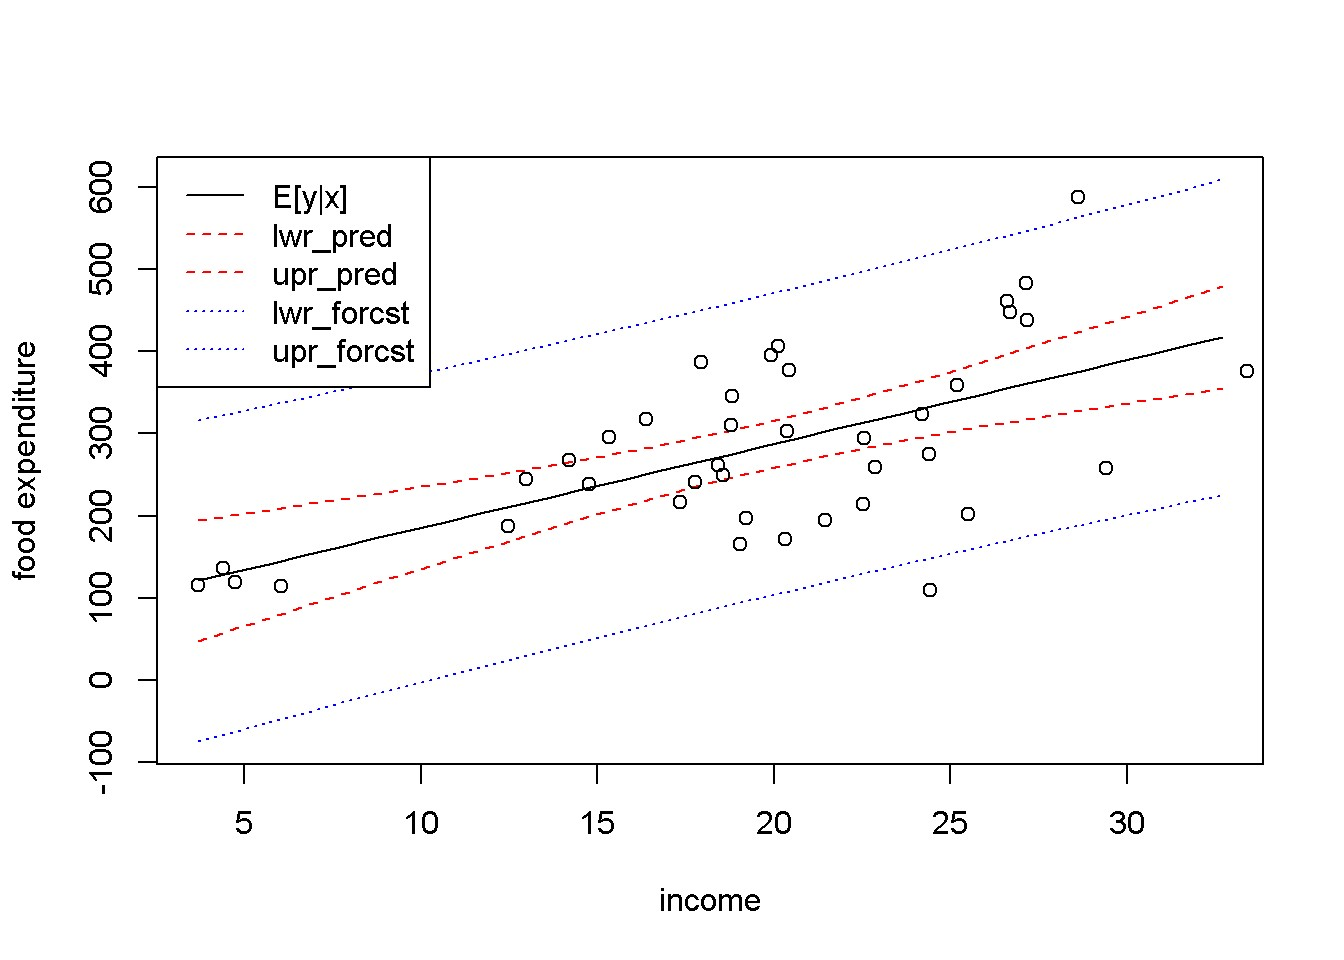 E[y|x]
lwr_pred
upr_pred
lwr_forcst
upr_forcst
food expenditure
600
500
400
300
200
100
0
-100
5 10 15 20 25 30
income